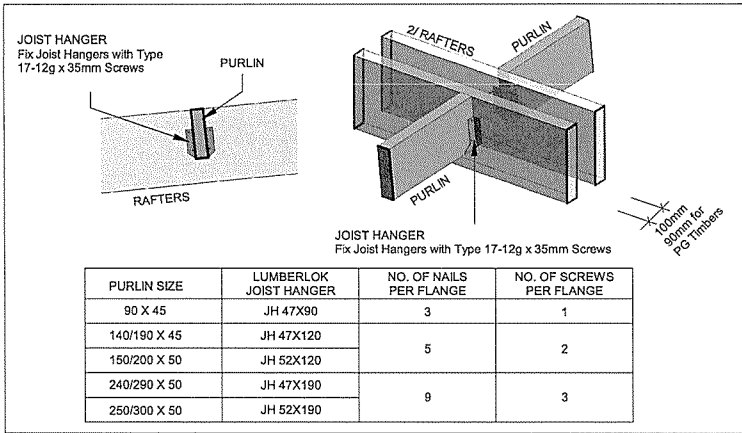 JOIST HANGER
Fix Joist Hangers with Type
17-12g x 35mm Screws
PURLIN
RAFTERS
2/ RAFTERS
PURLIN
PURLIN
JOIST HANGER
Fix Joist Hangers with Type 17-12g x 35mm Screws
100mm
90mm for
PG Timbers
PURLIN SIZE
LUMBERLOK
JOIST HANGER
NO. OF NAILS
PER FLANGE
NO. OF SCREWS
PER FLANGE
90 X 45
JH 47X90
3
1
140/190 X 45
JH 47X120
5
2
150/200 X 50
JH 52X120
240/290 X 50
JH 47X190
9
3
250/300 X 50
JH 52X190